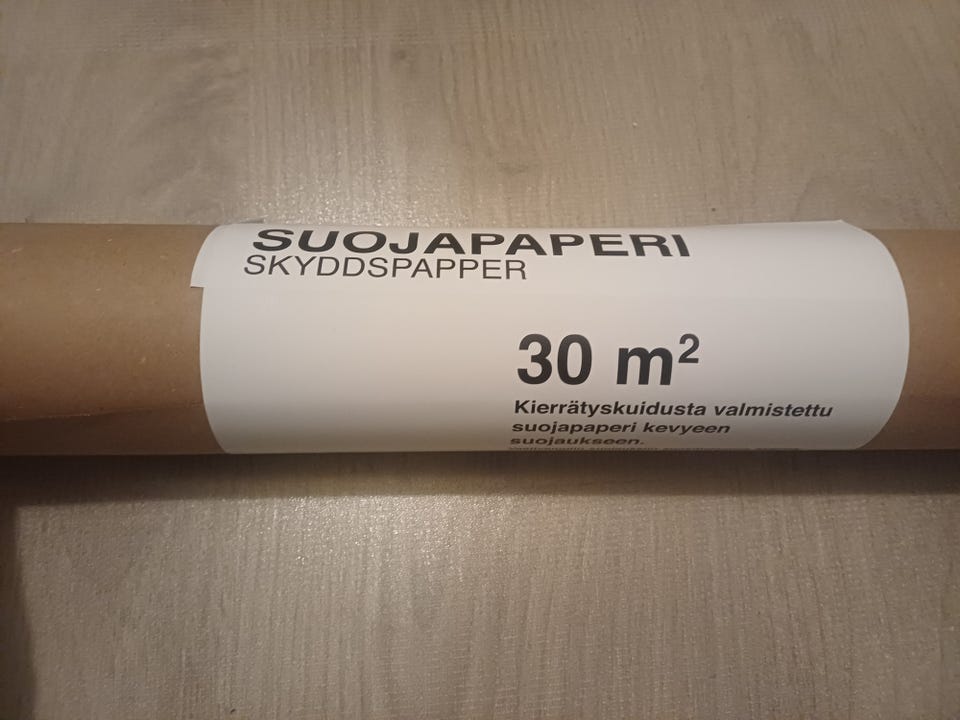 SUOJAPAPERI
SKYDDSPAPPER
30 m²
Kierrätyskuidusta valmistettu
suojapaperi kevyeen
suojaukseen.